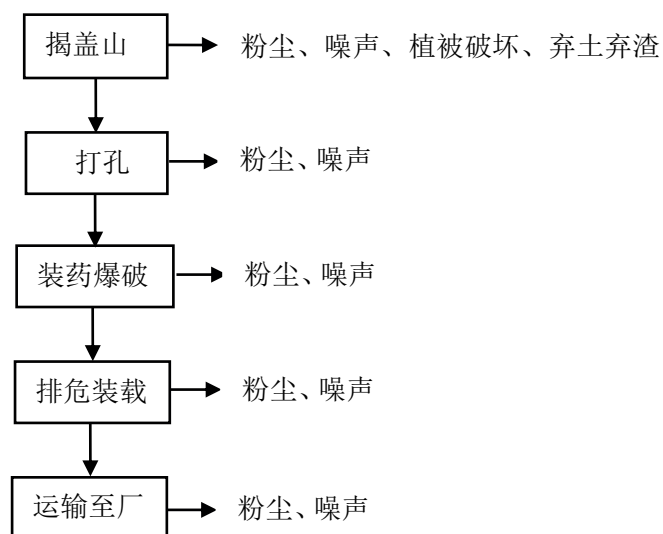 揭盖山 粉尘、噪声、植被破坏、弃土弃渣
打孔 粉尘、噪声
装药爆破 粉尘、噪声
排危装载 粉尘、噪声
运输至厂 粉尘、噪声